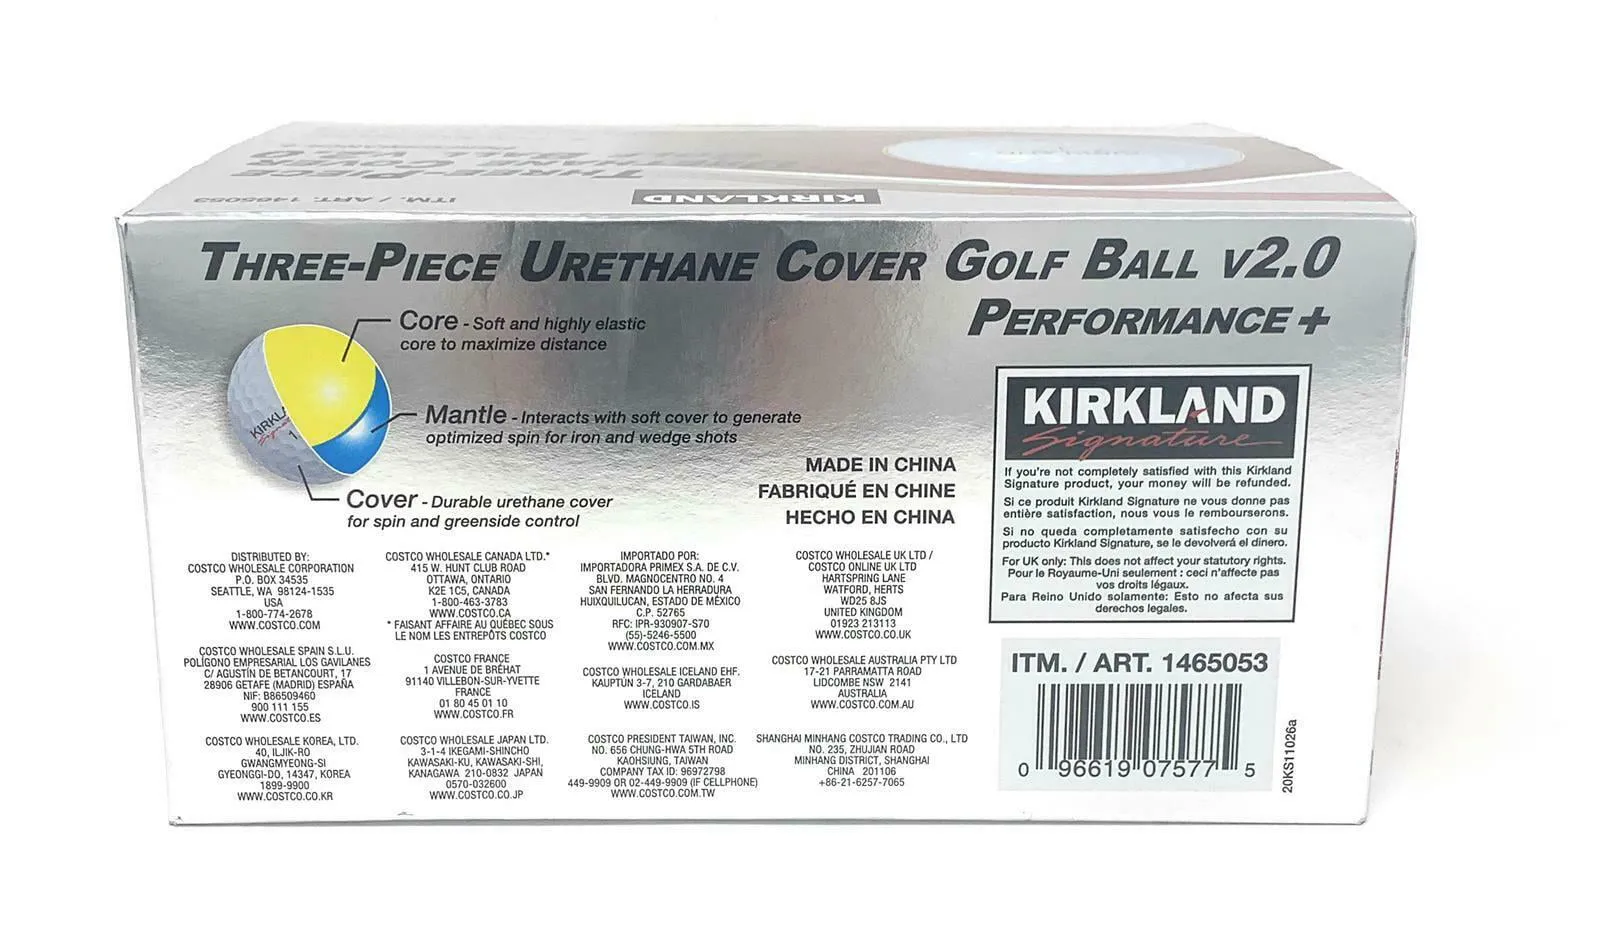 THREE-PIECE
URETHANE COVER
GOLF BALL V2.0
ITM. / ART. 1465053
KIRKLAND
THREE-PIECE URETHANE COVER GOLF BALL V2.0
PERFORMANCE +
Core - Soft and highly elastic
core to maximize distance
Mantle - Interacts with soft cover to generate
optimized spin for iron and wedge shots
KIRKLA
1
Cover - Durable urethane cover
for spin and greenside control
MADE IN CHINA
FABRIQUÉ EN CHINE
HECHO EN CHINA
KIRKLAND
Signature
If you're not completely satisfied with this Kirkland
Signature product, your money will be refunded.
Si ce produit Kirkland Signature ne vous donne pas
entière satisfaction, nous vous le rembourserons.
Si no queda completamente satisfecho con su
producto Kirkland Signature, se le devolverá el dinero.
For UK only: This does not affect your statutory rights.
Pour le Royaume-Uni seulement : ceci n'affecte pas
vos droits légaux.
Para Reino Unido solamente: Esto no afecta sus
derechos legales.
DISTRIBUTED BY:
COSTCO WHOLESALE CORPORATION
P.O. BOX 34535
SEATTLE, WA 98124-1535
USA
1-800-774-2678
WWW.COSTCO.COM
COSTCO WHOLESALE CANADA LTD.*
415 W. HUNT CLUB ROAD
OTTAWA, ONTARIO
K2E 1C5, CANADA
1-800-463-3783
WWW.COSTCO.CA
* FAISANT AFFAIRE AU QUÉBEC SOUS
LE NOM LES ENTREPÔTS COSTCO
IMPORTADO POR:
IMPORTADORA PRIMEX S.A. DE C.V.
BLVD. MAGNOCENTRO NO. 4
SAN FERNANDO LA HERRADURA
HUIXQUILUCAN, ESTADO DE MÉXICO
C.P. 52765
RFC: IPR-930907-S70
(55)-5246-5500
WWW.COSTCO.COM.MX
COSTCO WHOLESALE UK LTD /
COSTCO ONLINE UK LTD
HARTSPRING LANE
WATFORD, HERTS
WD25 8JS
UNITED KINGDOM
01923 213113
WWW.COSTCO.CO.UK
COSTCO WHOLESALE SPAIN S.L.U.
POLÍGONO EMPRESARIAL LOS GAVILANES
C/ AGUSTÍN DE BETANCOURT, 17
28906 GETAFE (MADRID) ESPAÑA
NIF: B86509460
900 111 155
WWW.COSTCO.ES
COSTCO FRANCE
1 AVENUE DE BRÉHAT
91140 VILLEBON-SUR-YVETTE
FRANCE
01 80 45 01 10
WWW.COSTCO.FR
COSTCO WHOLESALE ICELAND EHF.
KAUPTÚN 3-7, 210 GARDABAER
ICELAND
WWW.COSTCO.IS
COSTCO WHOLESALE AUSTRALIA PTY LTD
17-21 PARRAMATTA ROAD
LIDCOMBE NSW 2141
AUSTRALIA
WWW.COSTCO.COM.AU
COSTCO WHOLESALE KOREA, LTD.
40, ILJIK-RO
GWANGMYEONG-SI
GYEONGGI-DO, 14347, KOREA
1899-9900
WWW.COSTCO.CO.KR
COSTCO WHOLESALE JAPAN LTD.
3-1-4 IKEGAMI-SHINCHO
KAWASAKI-KU, KAWASAKI-SHI,
KANAGAWA 210-0832 JAPAN
0570-032600
WWW.COSTCO.CO.JP
COSTCO PRESIDENT TAIWAN, INC.
NO. 656 CHUNG-HWA 5TH ROAD
KAOHSIUNG, TAIWAN
COMPANY TAX ID: 96972798
449-9909 OR 02-449-9909 (IF CELLPHONE)
WWW.COSTCO.COM.TW
SHANGHAI MINHANG COSTCO TRADING CO., LTD
NO. 235, ZHUJIAN ROAD
MINHANG DISTRICT, SHANGHAI
CHINA 201106
+86-21-6257-7065
ITM. / ART. 1465053
0 96619 07577 5
20KS11026a